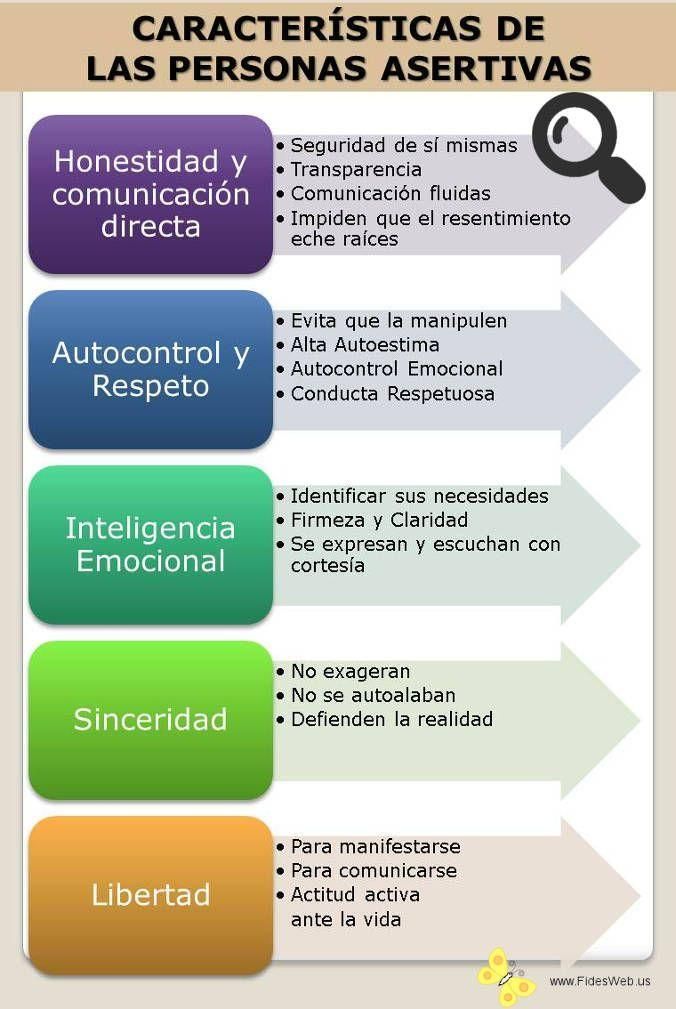 CARACTERÍSTICAS DE
LAS PERSONAS ASERTIVAS
Honestidad y
comunicación
directa
• Seguridad de sí mismas
• Transparencia
• Comunicación fluidas
• Impiden que el resentimiento
eche raíces
Autocontrol y
Respeto
• Evita que la manipulen
• Alta Autoestima
• Autocontrol Emocional
• Conducta Respetuosa
Inteligencia
Emocional
• Identificar sus necesidades
• Firmeza y Claridad
• Se expresan y escuchan con
cortesía
Sinceridad
• No exageran
• No se autoalaban
• Defienden la realidad
Libertad
• Para manifestarse
• Para comunicarse
• Actitud activa
ante la vida
www.FidesWeb.us